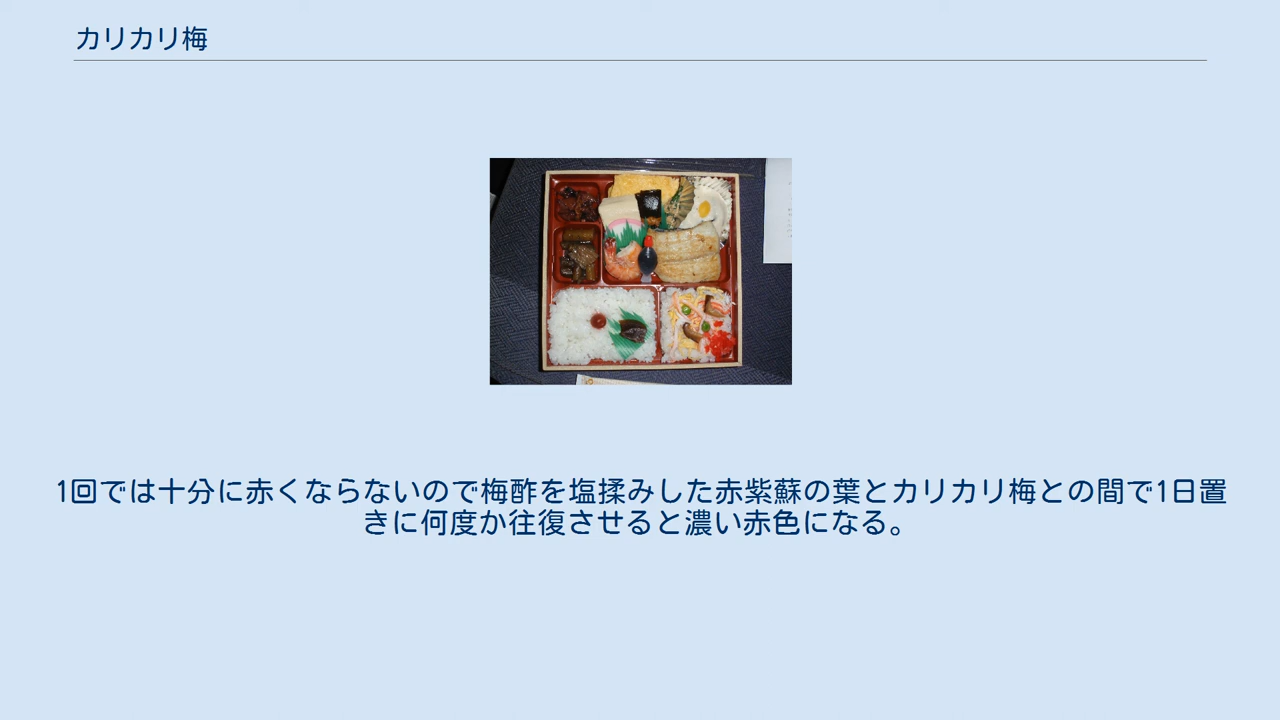 カリカリ梅
1回では十分に赤くならないので梅酢を塩揉みした赤紫蘇の葉とカリカリ梅との間で1日置
きに何度か往復させると濃い赤色になる。